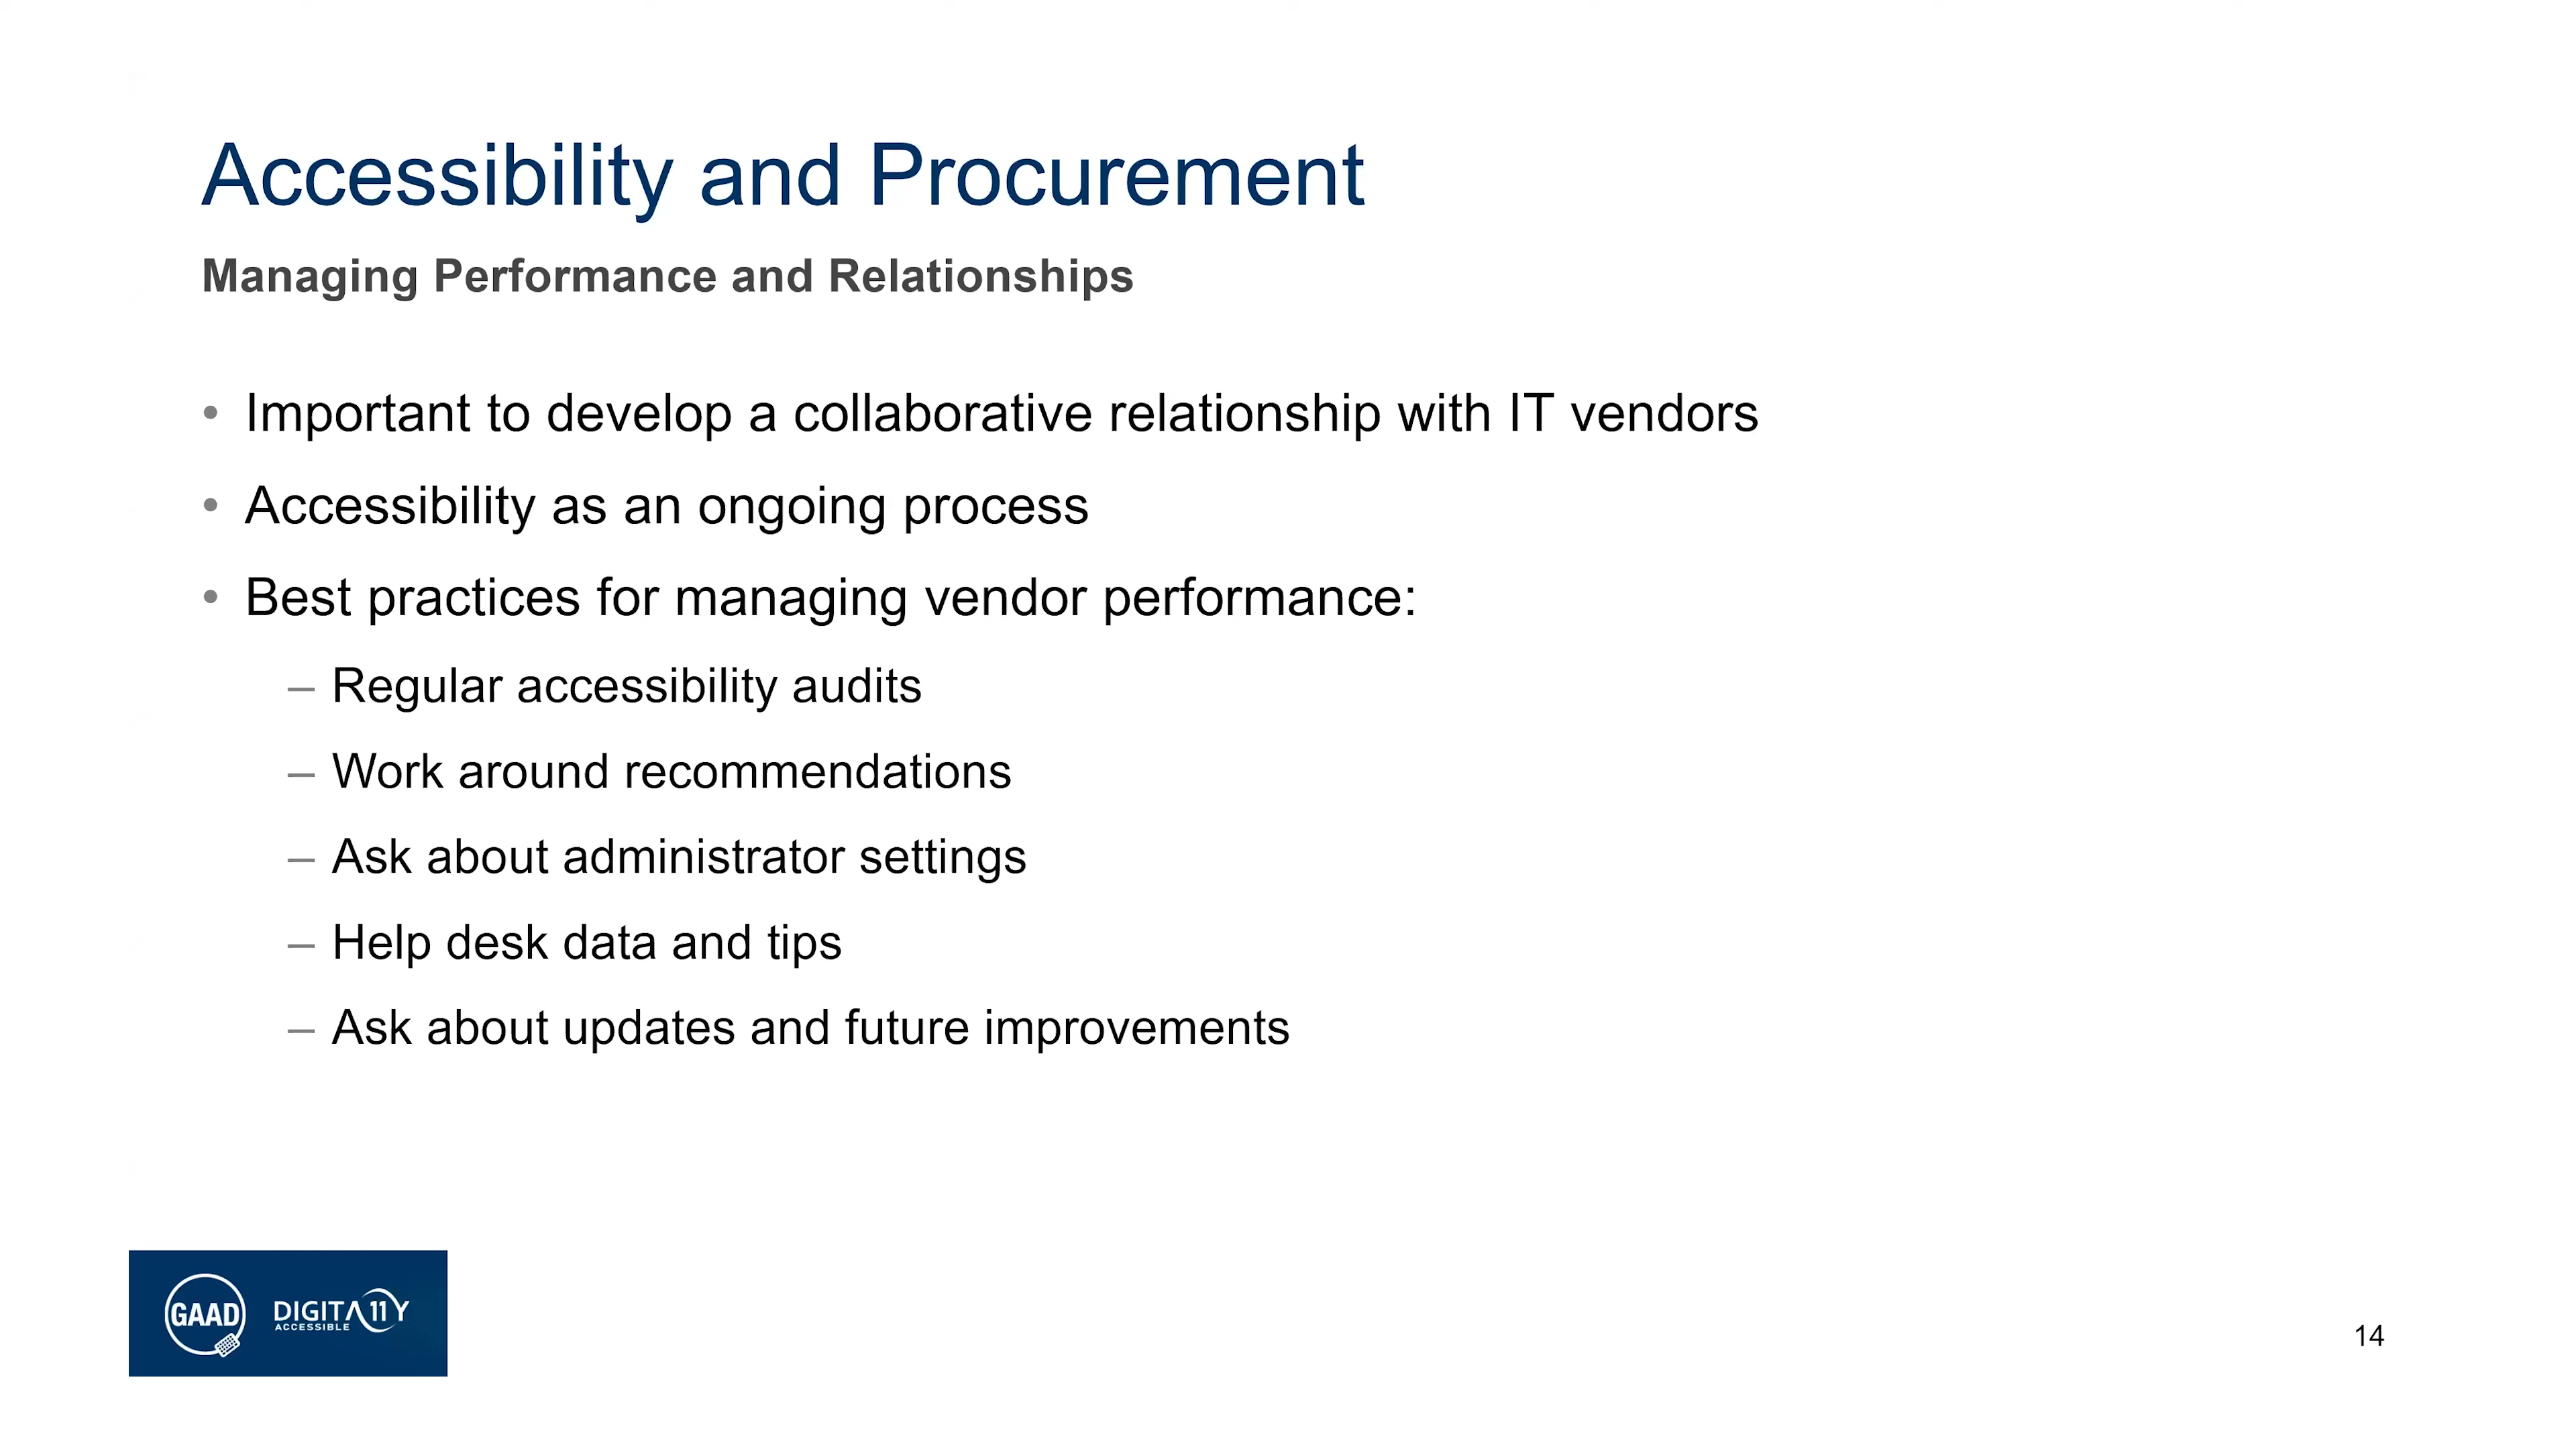 Accessibility and Procurement
Managing Performance and Relationships
• Important to develop a collaborative relationship with IT vendors
• Accessibility as an ongoing process
• Best practices for managing vendor performance:
– Regular accessibility audits
– Work around recommendations
– Ask about administrator settings
– Help desk data and tips
– Ask about updates and future improvements
GAAD
DIGITA11Y
ACCESSIBLE
14